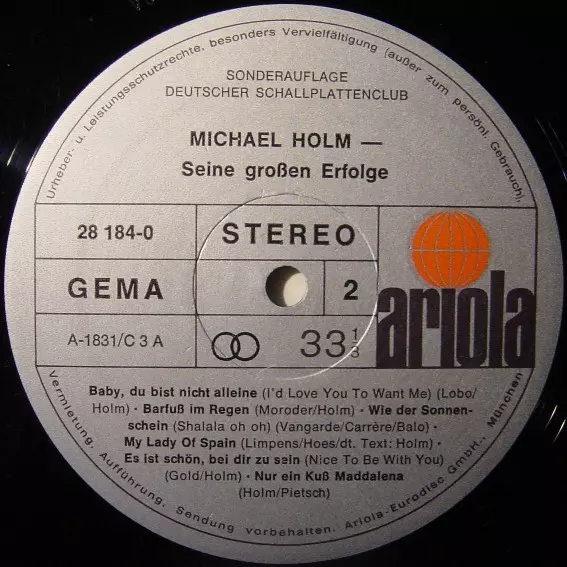 Urheber- u. Leistungsschutzrechte, besonders Vervielfältigung (außer zum persönl. Gebrauch),
SONDERAUFLAGE
DEUTSCHER SCHALLPLATTENCLUB
MICHAEL HOLM —
Seine großen Erfolge
28 184-0
STEREO
GEMA
2
ariola
A-1831/C 3 A
33 1/3
Baby, du bist nicht alleine (I'd Love You To Want Me) (Lobo/
Holm) · Barfuß im Regen (Moroder/Holm) · Wie der Sonnen-
schein (Shalala oh oh) (Vangarde/Carrère/Balo) ·
My Lady Of Spain (Limpens/Hoes/dt. Text: Holm) ·
Es ist schön, bei dir zu sein (Nice To Be With You)
(Gold/Holm) · Nur ein Kuß Maddalena
(Holm/Pietsch)
Vermietung, Aufführung, Sendung vorbehalten. Ariola-Eurodisc GmbH., München